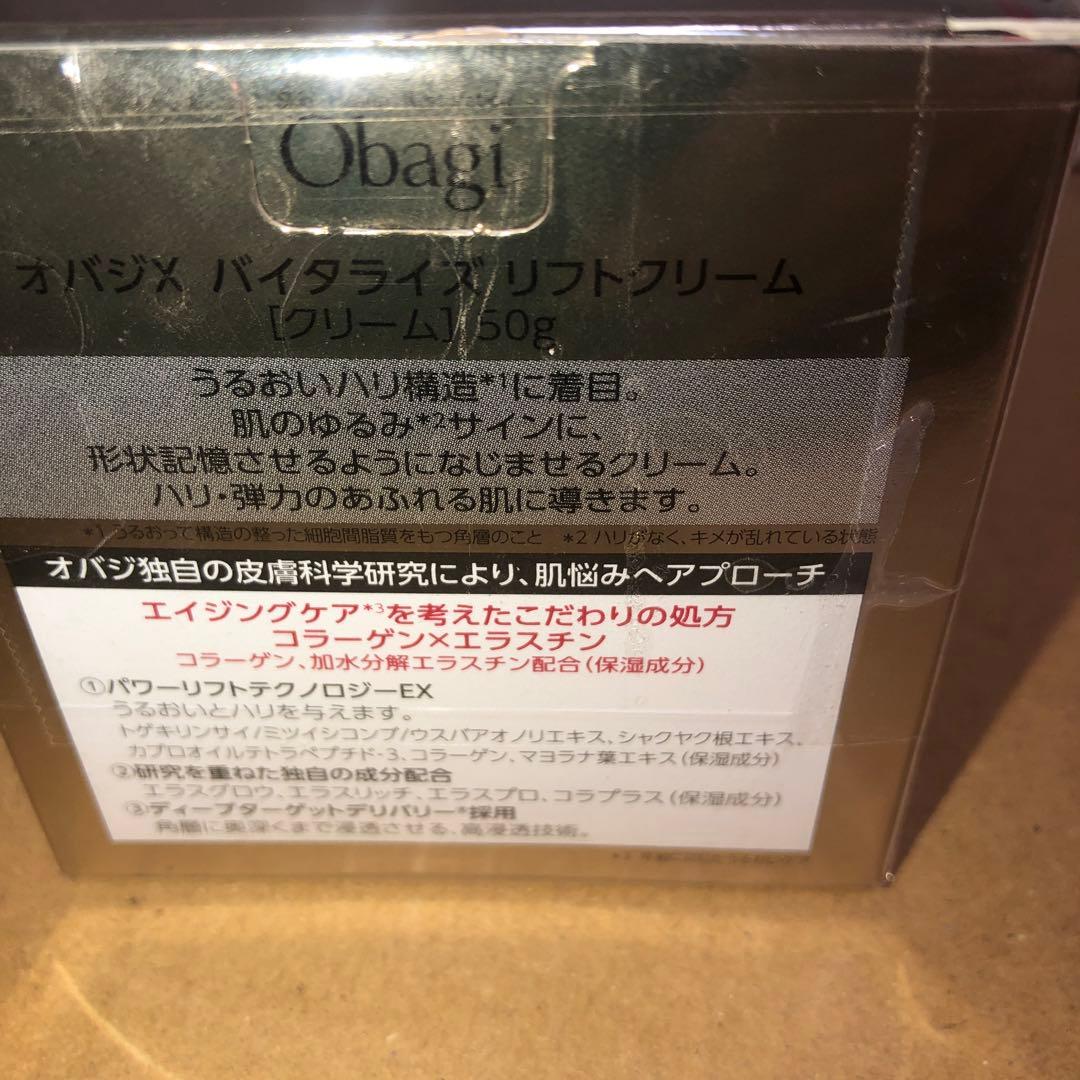 Obagi
オバジX バイタライズ リフトクリーム
[クリーム] 50g
うるおいハリ構造*1に着目。
肌のゆるみ*2サインに、
形状記憶させるようになじませるクリーム。
ハリ・弾力のあふれる肌に導きます。
*1 うるおって構造の整った細胞間脂質をもつ角層のこと *2 ハリがなく、キメが乱れている状態
オバジ独自の皮膚科学研究により、肌悩みへアプローチ
エイジングケア*3を考えたこだわりの処方
コラーゲン×エラスチン
コラーゲン、加水分解エラスチン配合(保湿成分)
①パワーリフトテクノロジーEX
うるおいとハリを与えます。
トゲキリンサイ/ミツイシコンブ/ウスバアオノリエキス、シャクヤク根エキス、
カプロオイルテトラペプチド-3、コラーゲン、マヨラナ葉エキス(保湿成分)
②研究を重ねた独自の成分配合
エラスグロウ、エラスリッチ、エラスプロ、コラプラス(保湿成分)
③ディープターゲットデリバリー*採用
角層に奥深くまで浸透させる、高浸透技術。